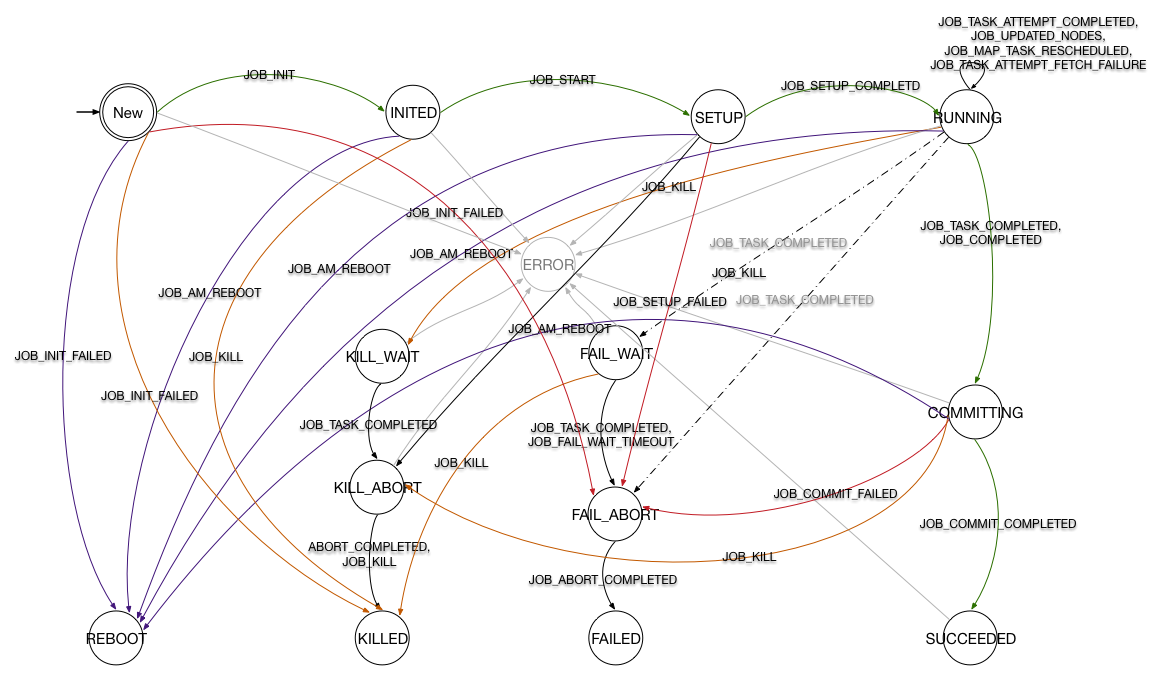 JOB_TASK_ATTEMPT_COMPLETED,
JOB_UPDATED_NODES,
JOB_MAP_TASK_RESCHEDULED,
JOB_TASK_ATTEMPT_FETCH_FAILURE
JOB_INIT
JOB_START
JOB_SETUP_COMPLETD
New
INITED
SETUP
RUNNING
JOB_KILL
JOB_INIT_FAILED
JOB_TASK_COMPLETED,
JOB_COMPLETED
JOB_TASK_COMPLETED
JOB_AM_REBOOT
JOB_AM_REBOOT
ERROR
JOB_KILL
JOB_AM_REBOOT
JOB_SETUP_FAILED
JOB_TASK_COMPLETED
JOB_AM_REBOOT
JOB_INIT_FAILED
JOB_KILL
KILL_WAIT
FAIL_WAIT
JOB_INIT_FAILED
COMMITTING
JOB_TASK_COMPLETED
JOB_TASK_COMPLETED,
JOB_FAIL_WAIT_TIMEOUT
JOB_KILL
KILL_ABORT
JOB_COMMIT_FAILED
FAIL_ABORT
JOB_COMMIT_COMPLETED
ABORT_COMPLETED,
JOB_KILL
JOB_KILL
JOB_ABORT_COMPLETED
REBOOT
KILLED
FAILED
SUCCEEDED